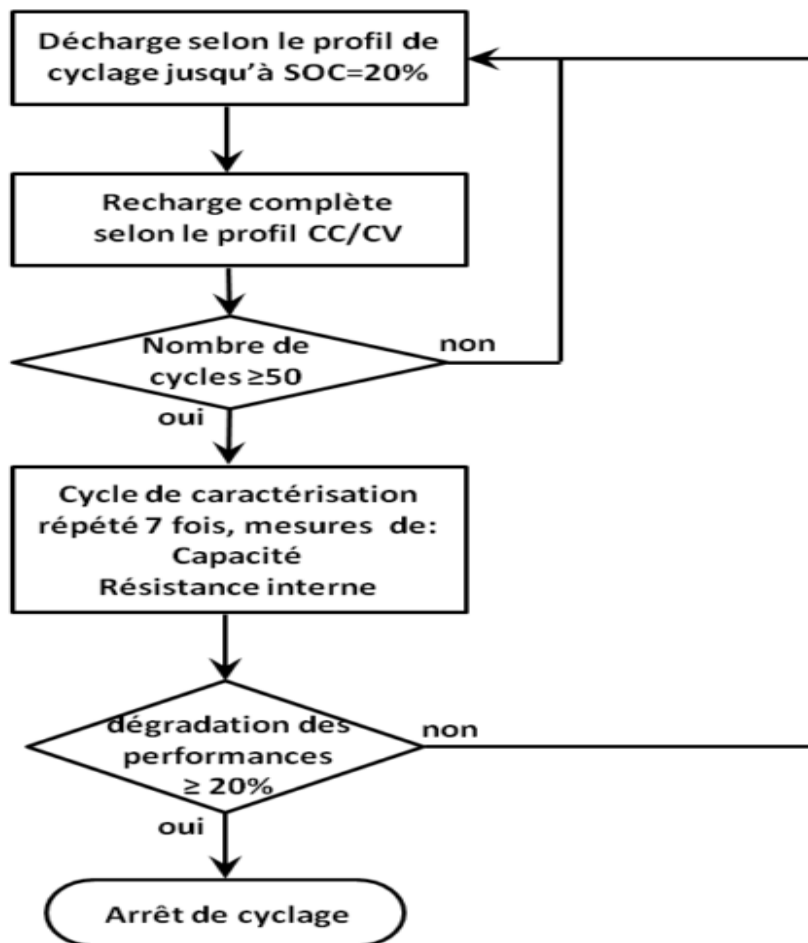 Décharge selon le profil de
cyclage jusqu'à SOC=20%
Recharge complète
selon le profil CC/CV
Nombre de
cycles ≥50
non
oui
Cycle de caractérisation
répété 7 fois, mesures de:
Capacité
Résistance interne
dégradation des
performances
≥ 20%
non
oui
Arrêt de cyclage